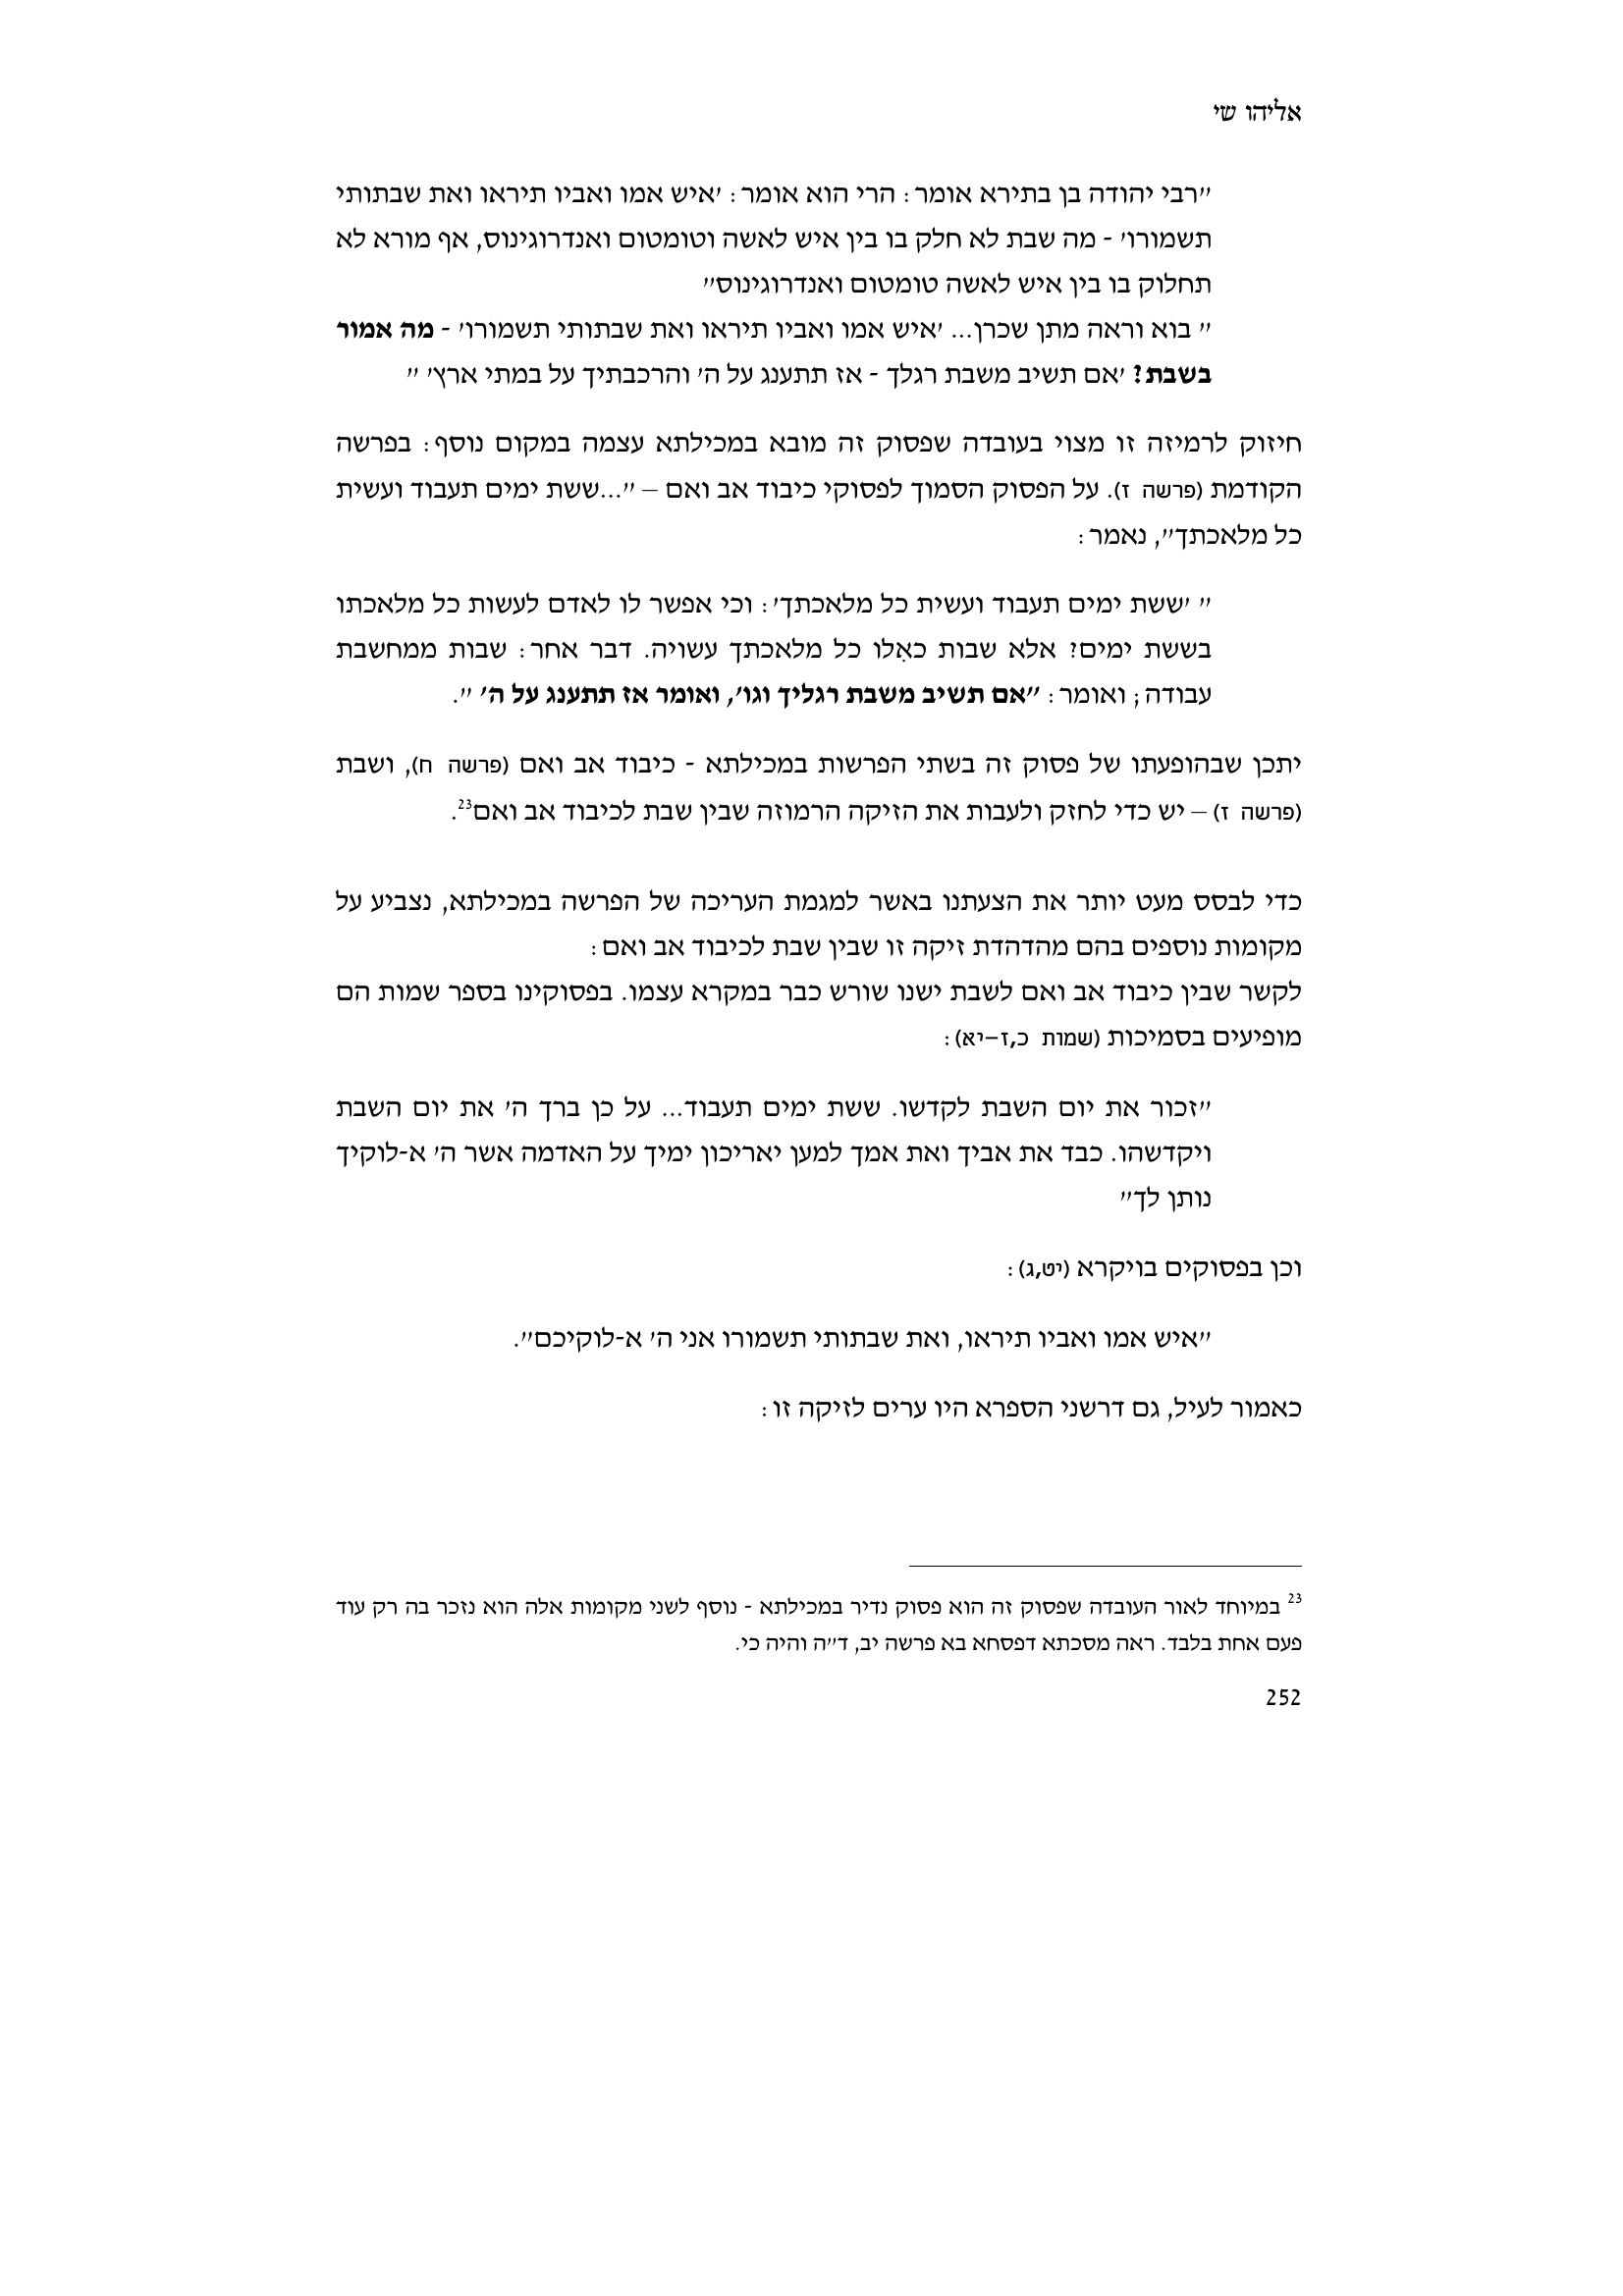 אליהו שי
"רבי יהודה בן בתירא אומר: הרי הוא אומר: 'איש אמו ואביו תיראו ואת שבתותי
תשמורו' - מה שבת לא חלק בו בין איש לאשה וטומטום ואנדרוגינוס, אף מורא לא
תחלוק בו בין איש לאשה טומטום ואנדרוגינוס"
" בוא וראה מתן שכרן... 'איש אמו ואביו תיראו ואת שבתותי תשמורו' - מה אמור
בשבת? 'אם תשיב משבת רגלך - אז תתענג על ה' והרכבתיך על במתי ארץ' "
חיזוק לרמיזה זו מצוי בעובדה שפסוק זה מובא במכילתא עצמה במקום נוסף: בפרשה
הקודמת (פרשה ז). על הפסוק הסמוך לפסוקי כיבוד אב ואם – "...ששת ימים תעבוד ועשית
כל מלאכתך", נאמר:
" 'ששת ימים תעבוד ועשית כל מלאכתך': וכי אפשר לו לאדם לעשות כל מלאכתו
בששת ימים? אלא שבות כאִלו כל מלאכתך עשויה. דבר אחר: שבות ממחשבת
עבודה; ואומר: "אם תשיב משבת רגליך וגו', ואומר אז תתענג על ה' ".
יתכן שבהופעתו של פסוק זה בשתי הפרשות במכילתא - כיבוד אב ואם (פרשה ח), ושבת
(פרשה ז) – יש כדי לחזק ולעבות את הזיקה הרמוזה שבין שבת לכיבוד אב ואם23.
כדי לבסס מעט יותר את הצעתנו באשר למגמת העריכה של הפרשה במכילתא, נצביע על
מקומות נוספים בהם מהדהדת זיקה זו שבין שבת לכיבוד אב ואם:
לקשר שבין כיבוד אב ואם לשבת ישנו שורש כבר במקרא עצמו. בפסוקינו בספר שמות הם
מופיעים בסמיכות (שמות כ,ז–יא):
"זכור את יום השבת לקדשו. ששת ימים תעבוד... על כן ברך ה' את יום השבת
ויקדשהו. כבד את אביך ואת אמך למען יאריכון ימיך על האדמה אשר ה' א-לוקיך
נותן לך"
וכן בפסוקים בויקרא (יט,ג):
"איש אמו ואביו תיראו, ואת שבתותי תשמורו אני ה' א-לוקיכם".
כאמור לעיל, גם דרשני הספרא היו ערים לזיקה זו:
23 במיוחד לאור העובדה שפסוק זה הוא פסוק נדיר במכילתא - נוסף לשני מקומות אלה הוא נזכר בה רק עוד
פעם אחת בלבד. ראה מסכתא דפסחא בא פרשה יב, ד"ה והיה כי.
252